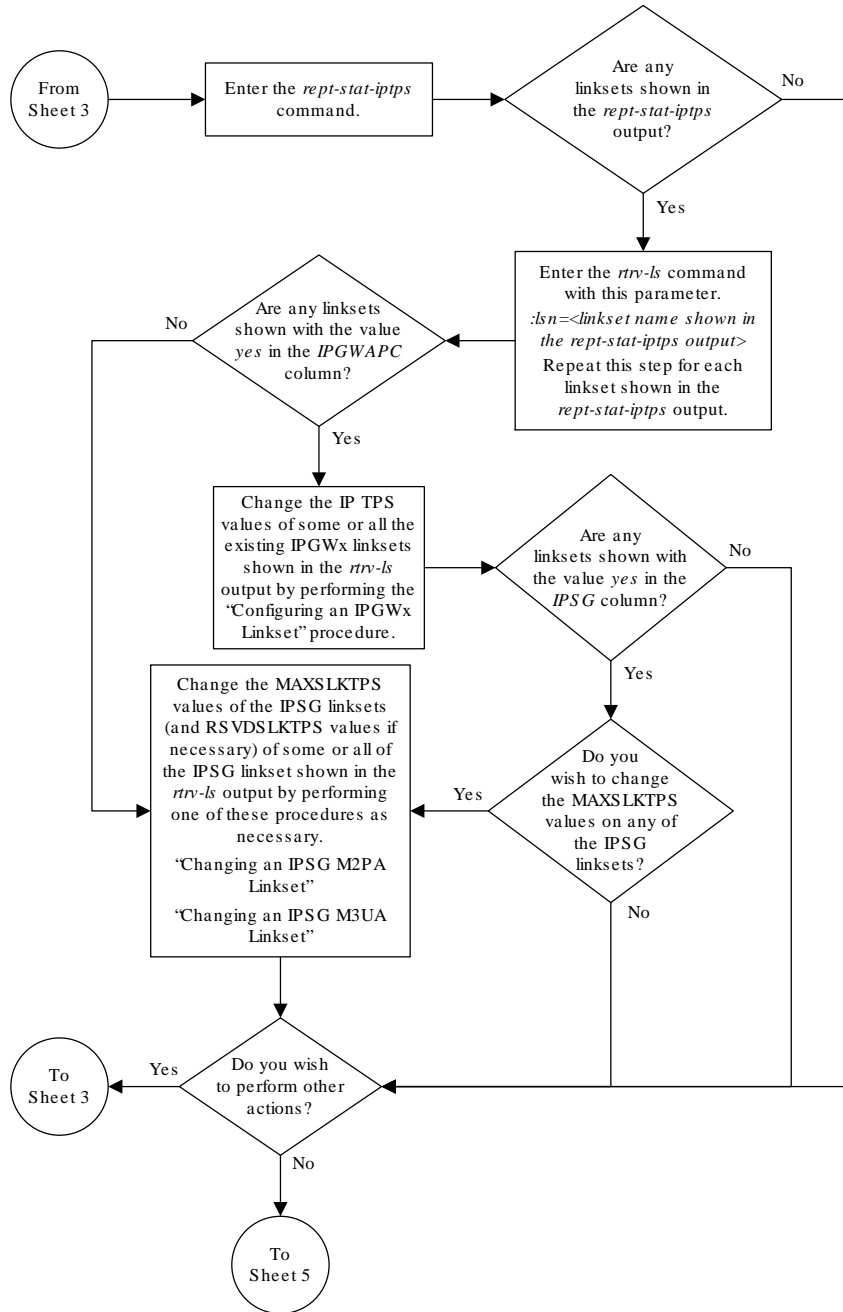 From
Sheet 3
Enter the rept-stat-iptps
command.
Are any
linksets shown in
the rept-stat-iptps
output?
No
Yes
Enter the rtrv-ls command
with this parameter.
:lsn=<linkset name shown in
the rept-stat-iptps output>
Repeat this step for each
linkset shown in the
rept-stat-iptps output.
Are any linksets
shown with the value
yes in the IPGWAPC
column?
No
Yes
Change the IP TPS
values of some or all the
existing IPGWx linksets
shown in the rtrv-ls
output by performing the
“Configuring an IPGWx
Linkset” procedure.
Are any
linksets shown with
the value yes in the
IPSG column?
No
Yes
Change the MAXSLKTPS
values of the IPSG linksets
(and RSVDSLKTPS values if
necessary) of some or all of
the IPSG linkset shown in the
rtrv-ls output by performing
one of these procedures as
necessary.
“Changing an IPSG M2PA
Linkset”
“Changing an IPSG M3UA
Linkset”
Do you
wish to change
the MAXSLKTPS
values on any of
the IPSG
linksets?
Yes
No
Do you wish
to perform other
actions?
Yes
No
To
Sheet 3
To
Sheet 5